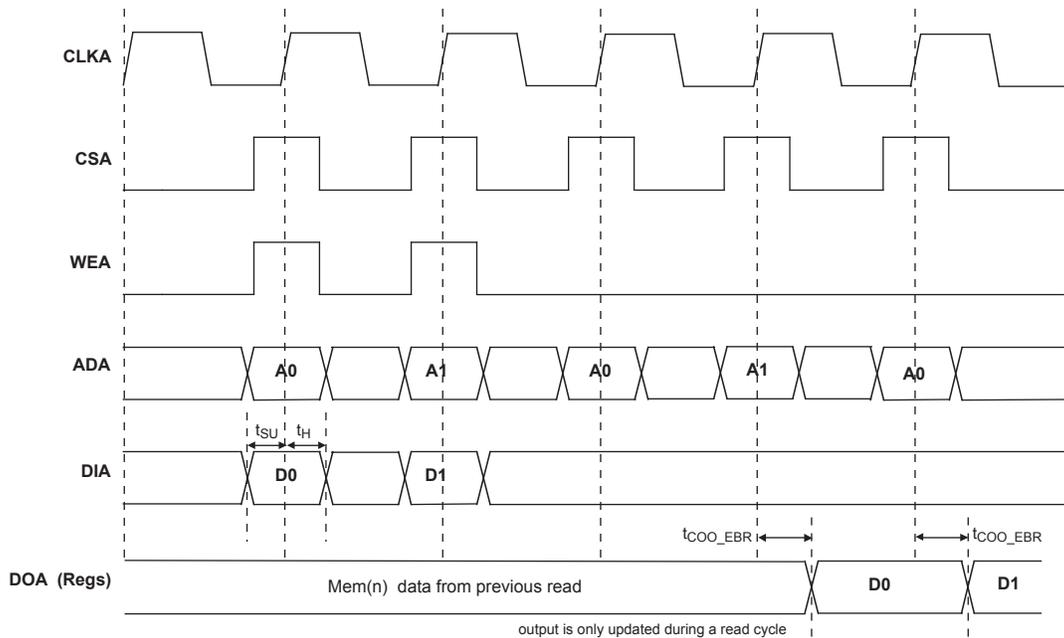 CLKA
CSA
WEA
ADA
A0
A1
A0
A1
A0
tSU
tH
DIA
D0
D1
tCOO_EBR
tCOO_EBR
DOA (Regs)
Mem(n) data from previous read
D0
D1
output is only updated during a read cycle